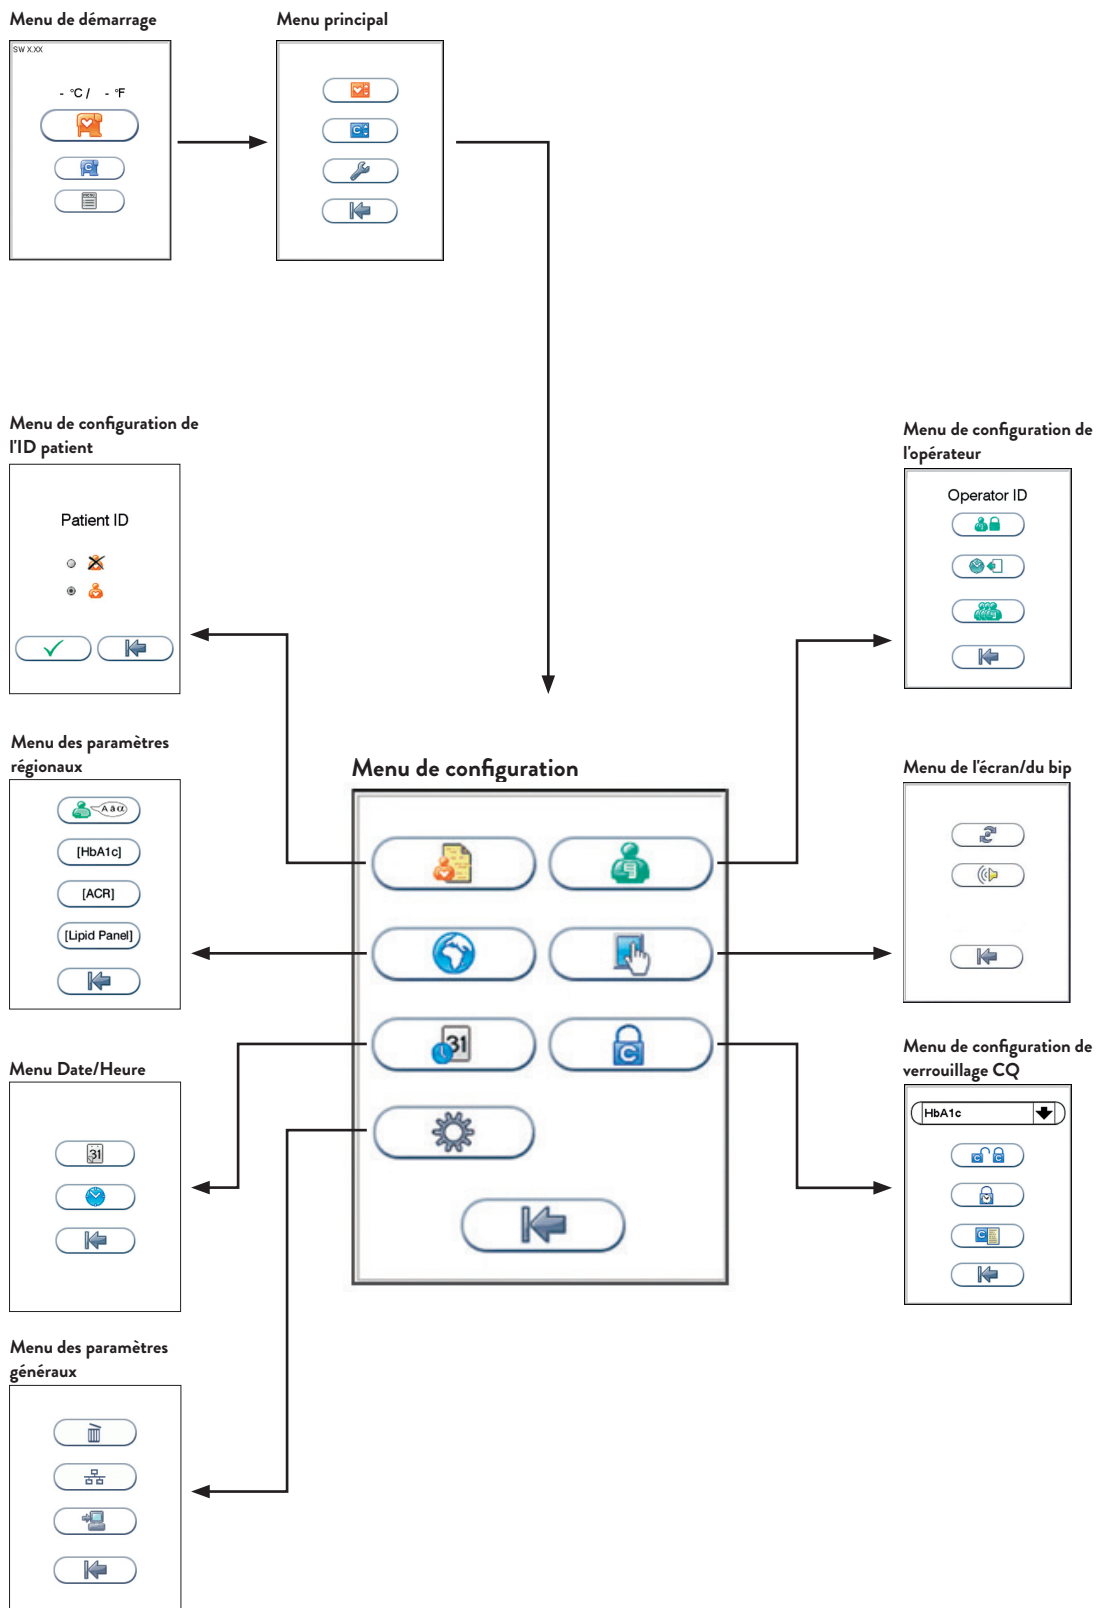 Menu de démarrage
SW X.XX
- °C / - °F
Menu principal
Menu de configuration de
l'ID patient
Patient ID
Menu de configuration de
l'opérateur
Operator ID
Menu des paramètres
régionaux
A ä α
[HbA1c]
[ACR]
[Lipid Panel]
Menu de configuration
31
C
Menu de l'écran/du bip
Menu Date/Heure
31
Menu de configuration de
verrouillage CQ
HbA1c
Menu des paramètres
généraux